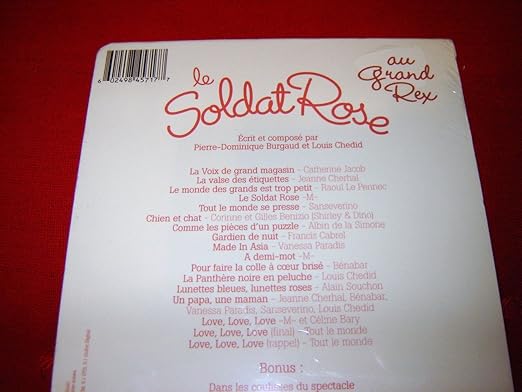 6 02498 45717 7
le
Soldat Rose
au
Grand
Rex
Écrit et composé par
Pierre-Dominique Burgaud et Louis Chedid
La Voix de grand magasin - Catherine Jacob
La valse des étiquettes - Jeanne Cherhal
Le monde des grands est trop petit - Raoul Le Pennec
Le Soldat Rose -M-
Tout le monde se presse - Sanseverino
Chien et chat - Corinne et Gilles Benizio (Shirley & Dino)
Comme les pièces d'un puzzle - Albin de la Simone
Gardien de nuit - Francis Cabrel
Made In Asia - Vanessa Paradis
A demi-mot -M-
Pour faire la colle à cœur brisé - Bénabar
La Panthère noire en peluche - Louis Chedid
Lunettes bleues, lunettes roses - Alain Souchon
Un papa, une maman - Jeanne Cherhal, Bénabar,
Vanessa Paradis, Sanseverino, Louis Chedid
Love, Love, Love -M- et Céline Bary
Love, Love, Love (final) - Tout le monde
Love, Love, Love (rappel) - Tout le monde
Bonus :
Dans les coulisses du spectacle